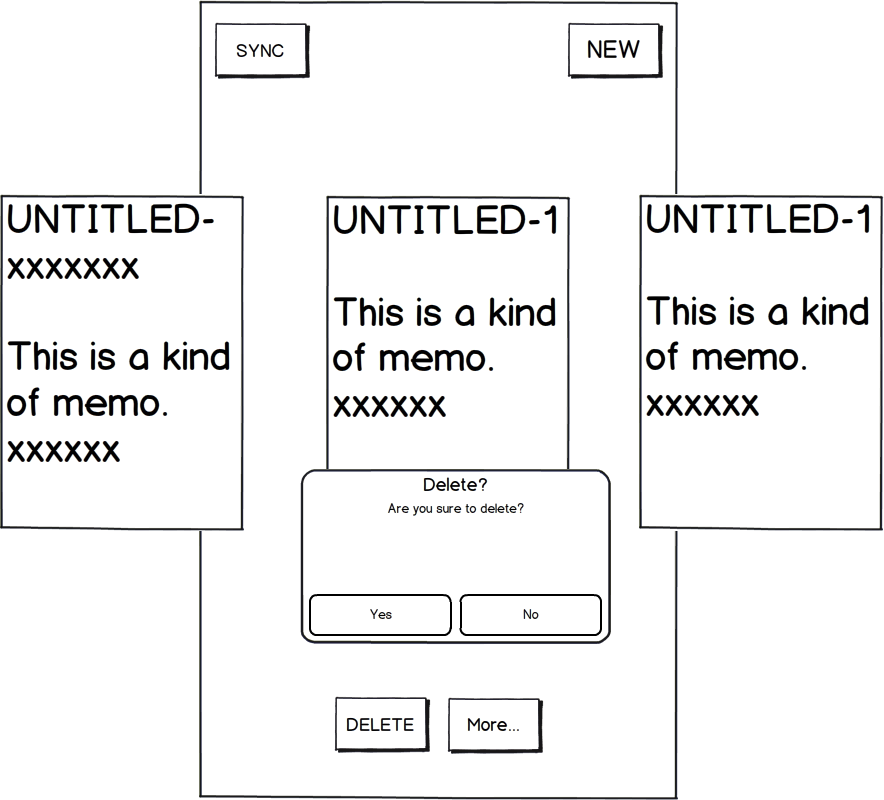 SYNC
NEW
UNTITLED-
xxxxxxx
This is a kind
of memo.
xxxxxx
UNTITLED-1
This is a kind
of memo.
xxxxxx
UNTITLED-1
This is a kind
of memo.
xxxxxx
Delete?
Are you sure to delete?
Yes
No
DELETE
More...